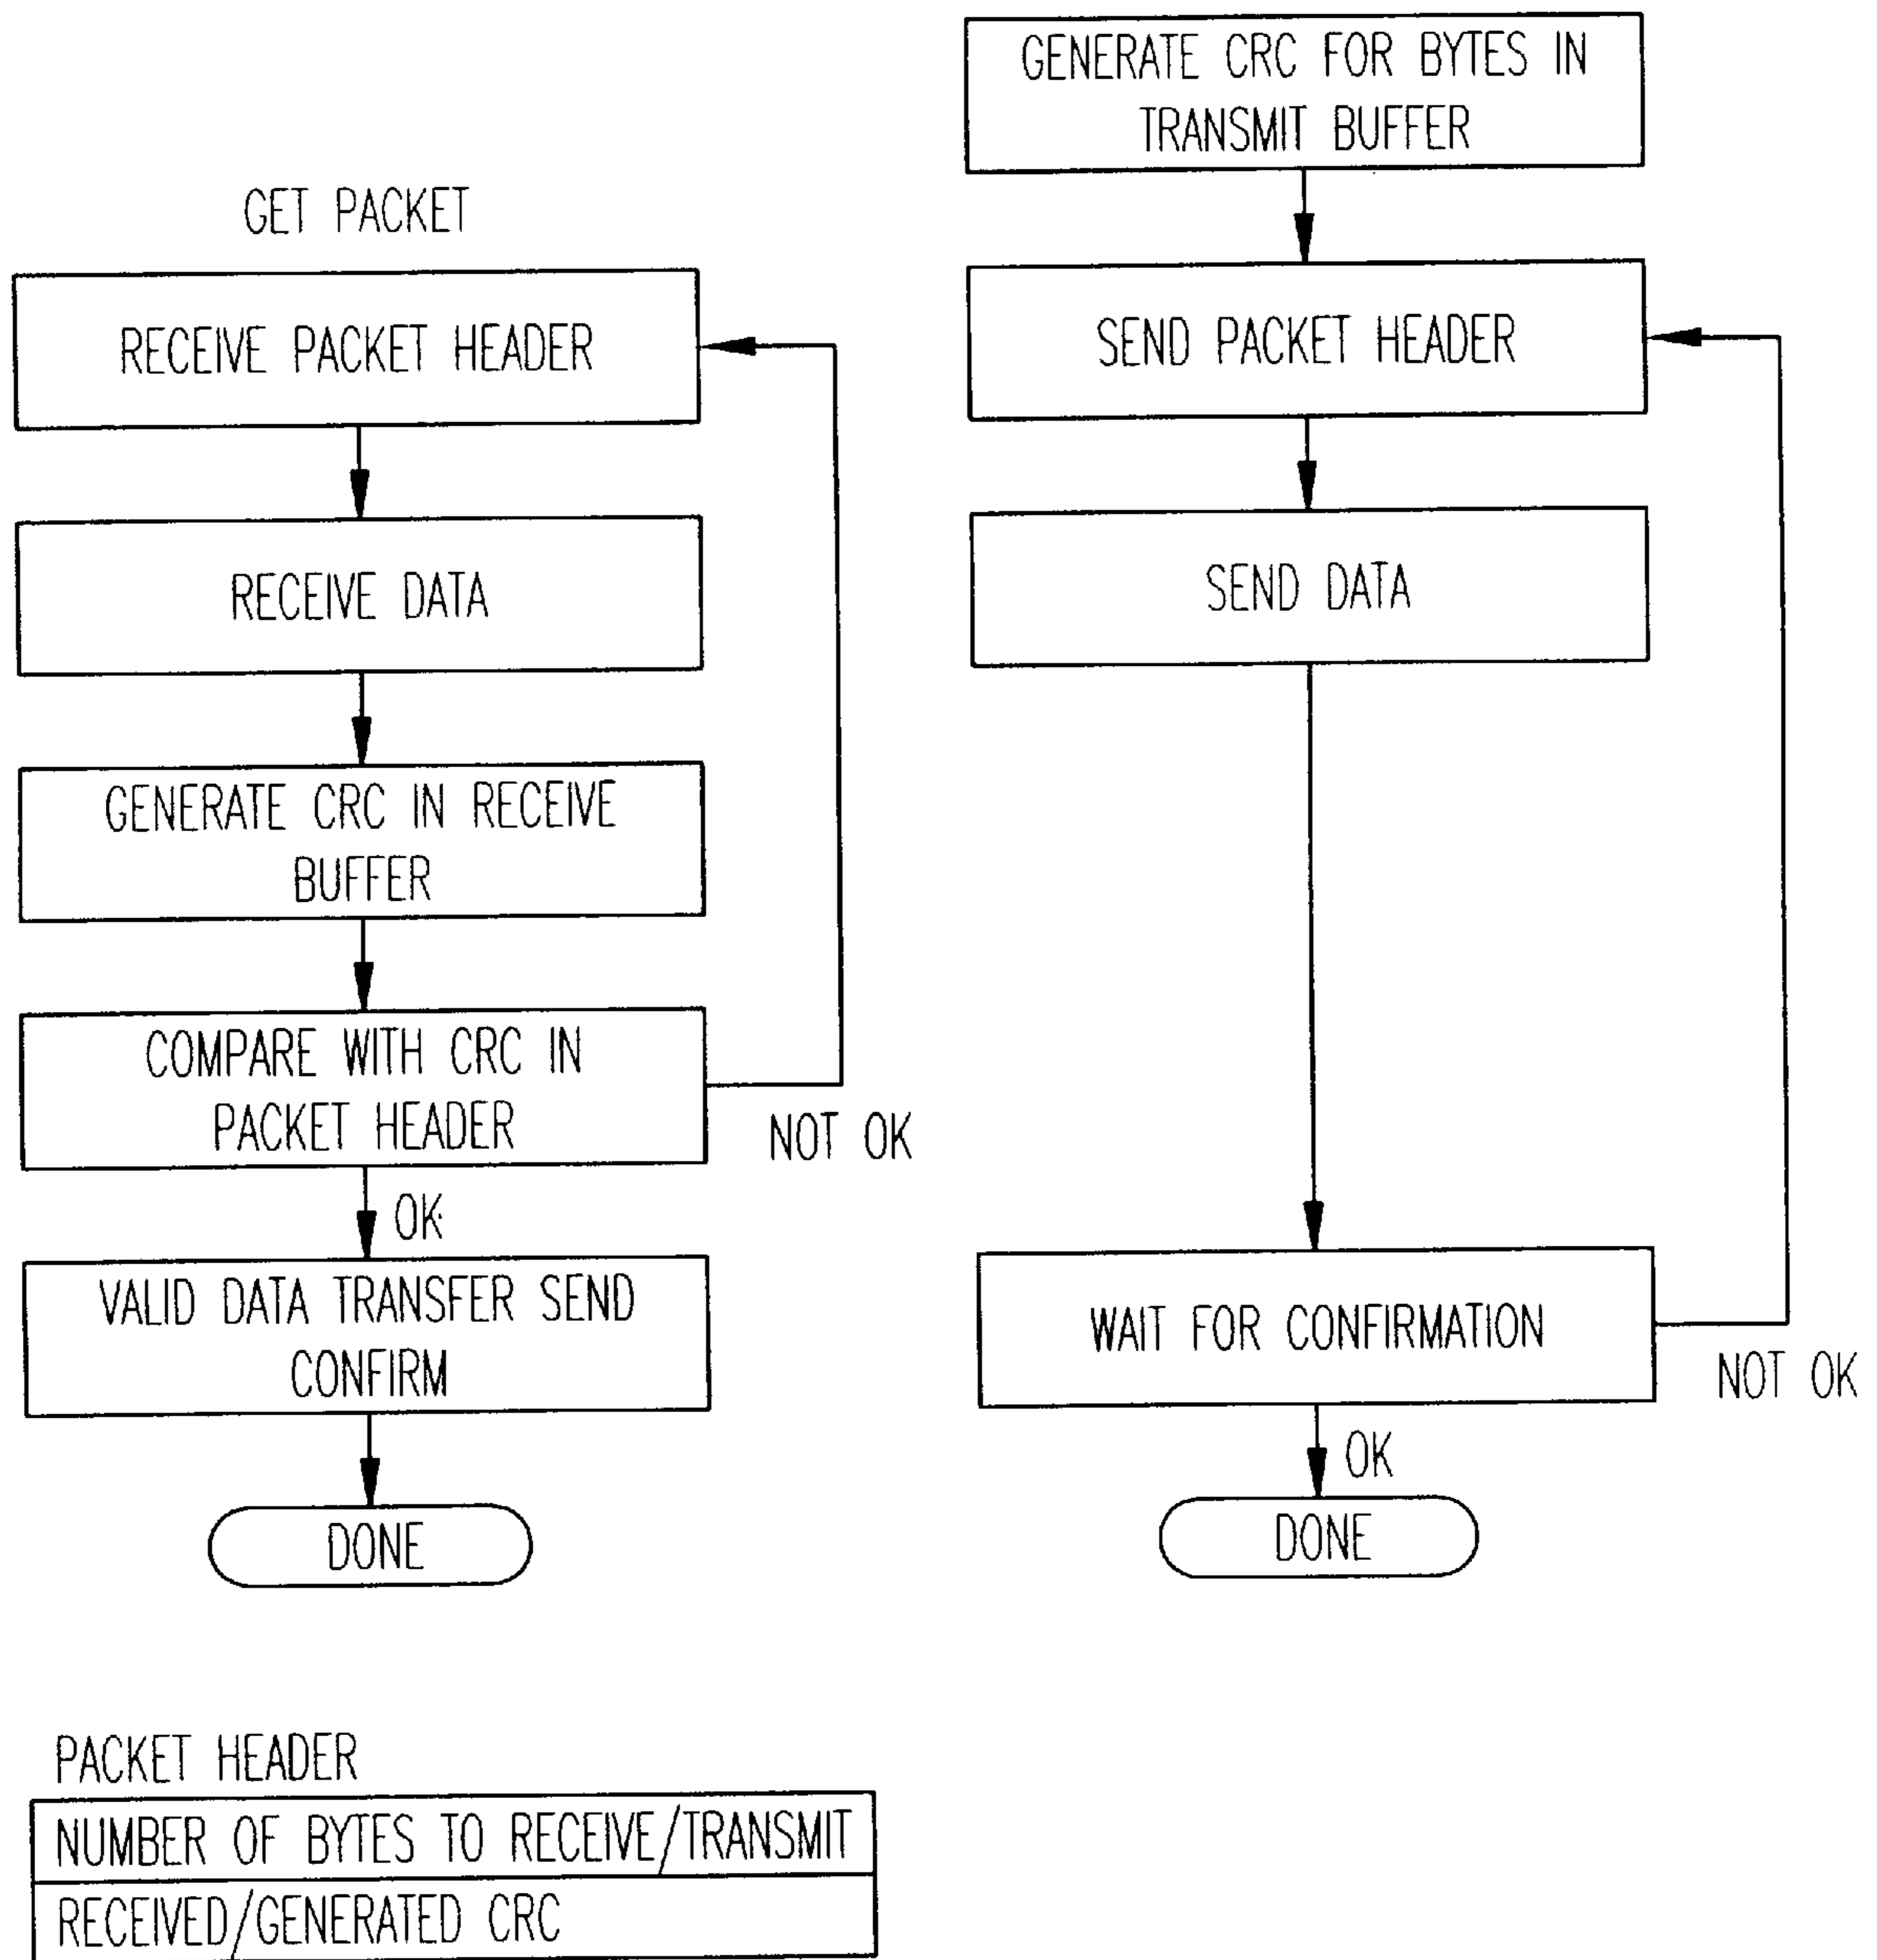 GET PACKET
RECEIVE PACKET HEADER
RECEIVE DATA
GENERATE CRC IN RECEIVE
BUFFER
COMPARE WITH CRC IN
PACKET HEADER
NOT OK
OK
VALID DATA TRANSFER SEND
CONFIRM
DONE
GENERATE CRC FOR BYTES IN
TRANSMIT BUFFER
SEND PACKET HEADER
SEND DATA
WAIT FOR CONFIRMATION
NOT OK
OK
DONE
PACKET HEADER
NUMBER OF BYTES TO RECEIVE/TRANSMIT
RECEIVED/GENERATED CRC